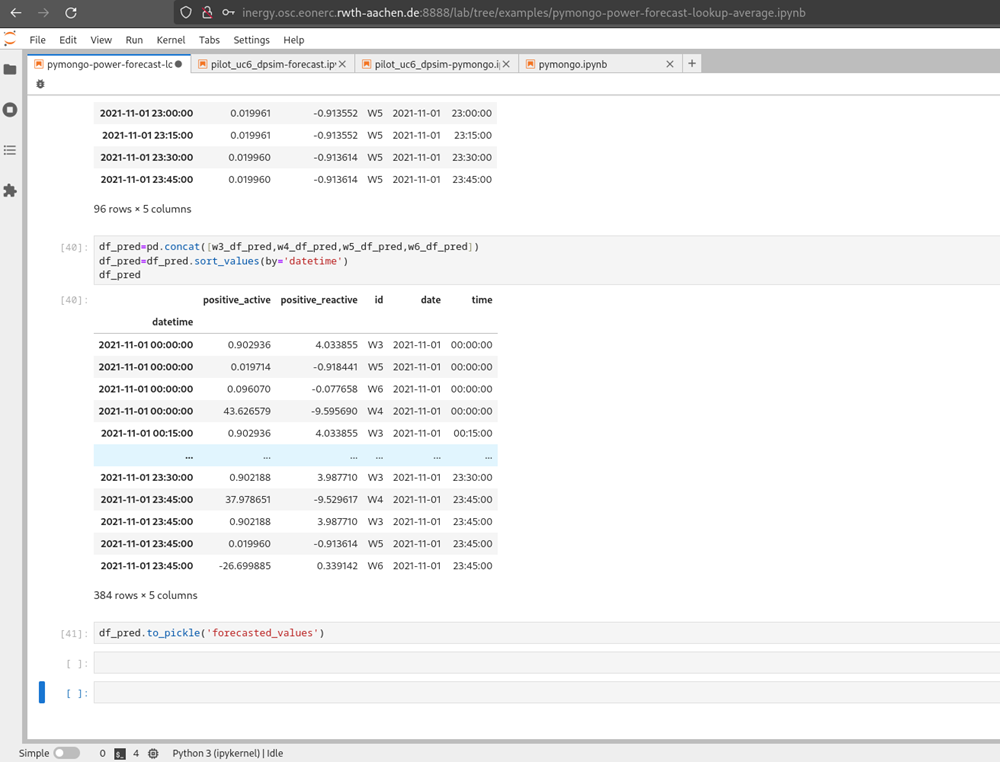 inergy.osc.eonerc.rwth-aachen.de:8888/lab/tree/examples/pymongo-power-forecast-lookup-average.ipynb
File Edit View Run Kernel Tabs Settings Help
pymongo-power-forecast-lc pilot_uc6_dpsim-forecast.ip pilot_uc6_dpsim-pymongo.i pymongo.ipynb
2021-11-01 23:00:00 0.019961 -0.913552 W5 2021-11-01 23:00:00
2021-11-01 23:15:00 0.019961 -0.913552 W5 2021-11-01 23:15:00
2021-11-01 23:30:00 0.019960 -0.913614 W5 2021-11-01 23:30:00
2021-11-01 23:45:00 0.019960 -0.913614 W5 2021-11-01 23:45:00
96 rows × 5 columns
[40]: df_pred=pd.concat([w3_df_pred,w4_df_pred,w5_df_pred,w6_df_pred])
df_pred=df_pred.sort_values(by='datetime')
df_pred
[40]: positive_active positive_reactive id date time
datetime
2021-11-01 00:00:00 0.902936 4.033855 W3 2021-11-01 00:00:00
2021-11-01 00:00:00 0.019714 -0.918441 W5 2021-11-01 00:00:00
2021-11-01 00:00:00 0.096070 -0.077658 W6 2021-11-01 00:00:00
2021-11-01 00:00:00 43.626579 -9.595690 W4 2021-11-01 00:00:00
2021-11-01 00:15:00 0.902936 4.033855 W3 2021-11-01 00:15:00
... ... ... ... ... ...
2021-11-01 23:30:00 0.902188 3.987710 W3 2021-11-01 23:30:00
2021-11-01 23:45:00 37.978651 -9.529617 W4 2021-11-01 23:45:00
2021-11-01 23:45:00 0.902188 3.987710 W3 2021-11-01 23:45:00
2021-11-01 23:45:00 0.019960 -0.913614 W5 2021-11-01 23:45:00
2021-11-01 23:45:00 -26.699885 0.339142 W6 2021-11-01 23:45:00
384 rows × 5 columns
[41]: df_pred.to_pickle('forecasted_values')
[ ]:
[ ]:
Simple 0 4 Python 3 (ipykernel) | Idle